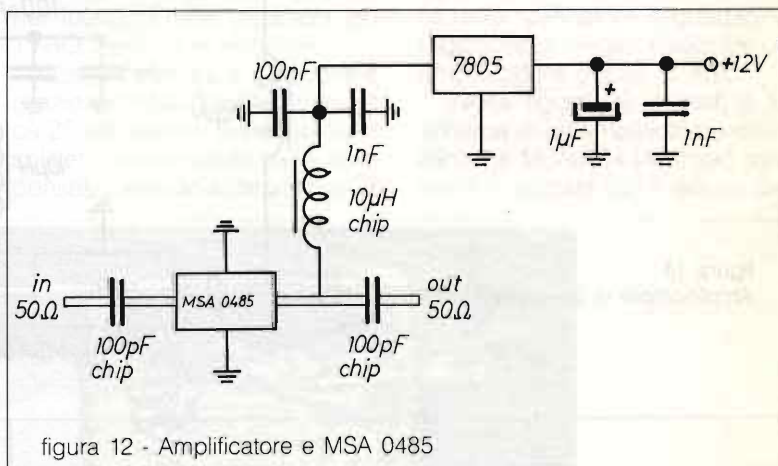 100nF
7805
+12V
+
1nF
1µF
1nF
10µH
chip
in
50Ω
MSA 0485
out
50Ω
100pF
chip
100pF
chip
figura 12 - Amplificatore e MSA 0485